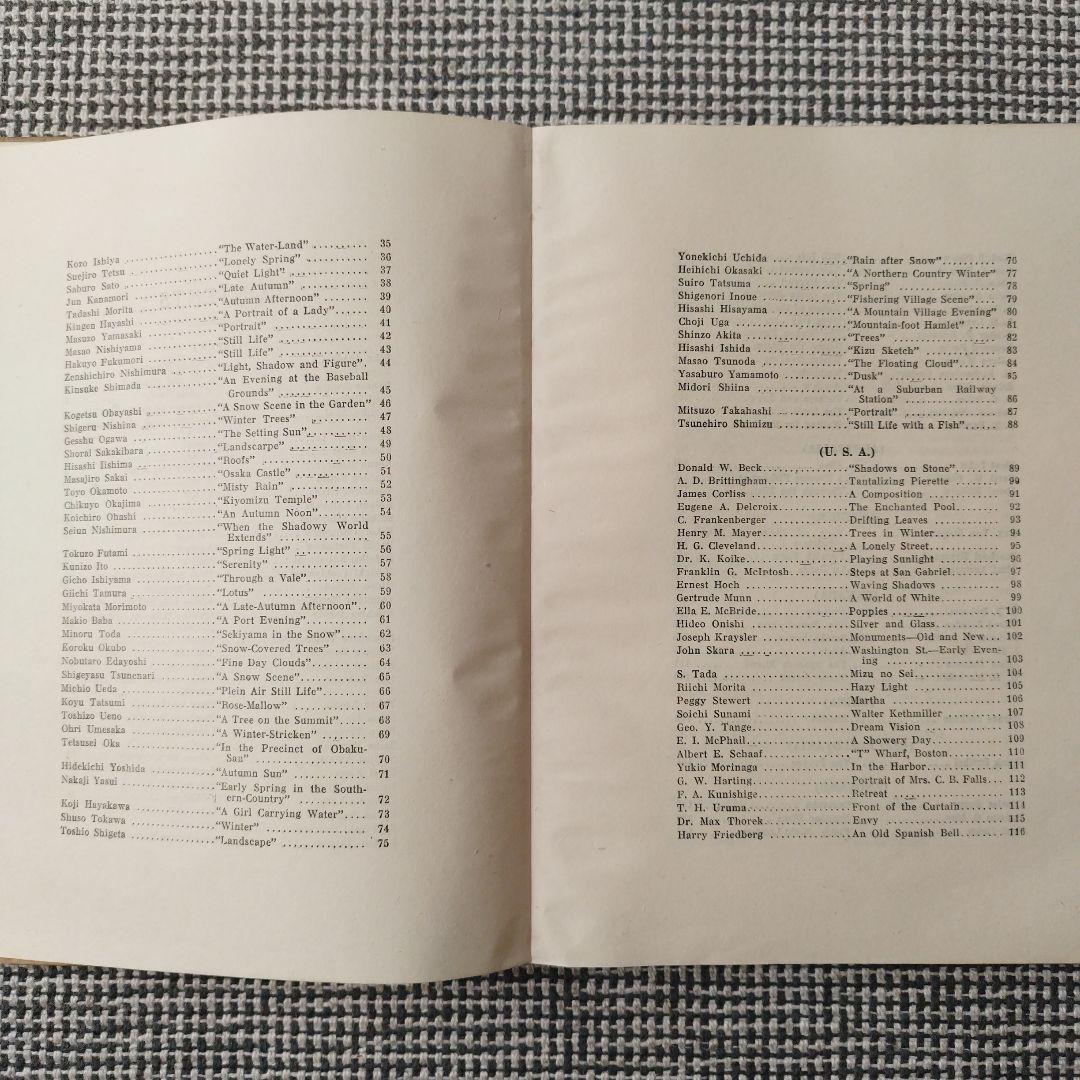 Kozo Ishiya ........ "The Water-Land" .......... 35
Suejiro Tetsu ........ "Lonely Spring" .......... 36
Saburo Sato ........ "Quiet Light" .......... 37
Jun Kanamori ........ "Late Autumn" .......... 38
Tadashi Morita ........ "Autumn Afternoon" ........ 39
Kingen Hayashi ........ "A Portrait of a Lady" ...... 40
Masuzo Yamasaki ........ "Portrait" .......... 41
Masao Nishiyama ........ "Still Life" .......... 42
Hakuyo Fukumori ........ "Still Life" .......... 43
Zenshichiro Nishimura ........ "Light, Shadow and Figure". 44
Kinsuke Shimadu ........ "An Evening at the Baseball
Grounds" .......... 45
Kogetsu Obayashi ........ "A Snow Scene in the Garden" 46
Shigeru Nishina ........ "Winter Trees" .......... 47
Gesshu Ogawa ........ "The Setting Sun" .......... 48
Shorai Sakakibara ........ "Landscarpe" .......... 49
Hisashi Iishima ........ "Roofs" .......... 50
Masajiro Sakai ........ "Osaka Castle" .......... 51
Toyo Okamoto ........ "Misty Rain" .......... 52
Chikuyo Okajima ........ "Kiyomizu Temple" .......... 53
Koichiro Ohashi ........ "An Autumn Noon" .......... 54
Seiun Nishimura ........ "When the Shadowy World
Extends" .......... 55
Tokuzo Futami ........ "Spring Light" .......... 56
Kunizo Ito ........ "Serenity" .......... 57
Gicho Ishiyama ........ "Through a Vale" .......... 58
Giichi Tamura ........ "Lotus" .......... 59
Miyokata Morimoto ........ "A Late-Autumn Afternoon".. 60
Makio Baba ........ "A Port Evening" .......... 61
Minoru Toda ........ "Sekiyama in the Snow"..... 62
Koroku Okubo ........ "Snow-Covered Trees" ....... 63
Nobutaro Edayoshi ........ "Fine Day Clouds" .......... 64
Shigeyasu Tsunenari ........ "A Snow Scene" .......... 65
Michio Ueda ........ "Plein Air Still Life" ........ 66
Koyu Tatsumi ........ "Rose-Mallow" .......... 67
Toshizo Ueno ........ "A Tree on the Summit"..... 68
Ohri Umesaka ........ "A Winter-Stricken" ........ 69
Tetsusei Oka ........ "In the Precinct of Obaku-
San" .......... 70
Hidekichi Yoshida ........ "Autumn Sun" .......... 71
Nakaji Yasui ........ "Early Spring in the South-
ern-Country" .......... 72
Koji Hayakawa ........ "A Girl Carrying Water".... 73
Shuso Tokawa ........ "Winter" .......... 74
Toshio Shigeta ........ "Landscape" .......... 75
Yonekichi Uchida ........ "Rain after Snow" .......... 76
Heihichi Okasaki ........ "A Northern Country Winter" 77
Suiro Tatsuma ........ "Spring" .......... 78
Shigenori Inoue ........ "Fishering Village Scene".... 79
Hisashi Hisayama ........ "A Mountain Village Evening" 80
Choji Uga ........ "Mountain-foot Hamlet" ..... 81
Shinzo Akita ........ "Trees" .......... 82
Hisashi Ishida ........ "Kizu Sketch" .......... 83
Masao Tsunoda ........ "The Floating Cloud"....... 84
Yasaburo Yamamoto ........ "Dusk" .......... 85
Midori Shiina ........ "At a Suburban Railway
Station" .......... 86
Mitsuzo Takahashi ........ "Portrait" .......... 87
Tsunehiro Shimizu ........ "Still Life with a Fish"...... 88
(U. S. A.)
Donald W. Beck ........ "Shadows on Stone"........ 89
A. D. Brittingham ........ Tantalizing Pierette ........ 90
James Corliss ........ A Composition .......... 91
Eugene A. Delcroix ........ The Enchanted Pool ........ 92
C. Frankenberger ........ Drifting Leaves .......... 93
Henry M. Mayer ........ Trees in Winter .......... 94
H. G. Cleveland ........ A Lonely Street .......... 95
Dr. K. Koike ........ Playing Sunlight .......... 96
Franklin G. McIntosh ........ Steps at San Gabriel ........ 97
Ernest Hoch ........ Waving Shadows .......... 98
Gertrude Munn ........ A World of White .......... 99
Ella E. McBride ........ Poppies .......... 100
Hideo Onishi ........ Silver and Glass .......... 101
Joseph Kraysler ........ Monuments—Old and New... 102
John Skara ........ Washington St.—Early Even-
ing .......... 103
S. Tada ........ Mizu no Sei .......... 104
Riichi Morita ........ Hazy Light .......... 105
Peggy Stewert ........ Martha .......... 106
Soichi Sunami ........ Walter Kethmiller .......... 107
Geo. Y. Tange ........ Dream Vision .......... 108
E. I. McPhail ........ A Showery Day .......... 109
Albert E. Schaaf ........ "T" Wharf, Boston .......... 110
Yukio Morinaga ........ In the Harbor .......... 111
G. W. Harting ........ Portrait of Mrs. C. B. Falls... 112
F. A. Kunishige ........ Retreat .......... 113
T. H. Uruma ........ Front of the Curtain ........ 114
Dr. Max Thorek ........ Envy .......... 115
Harry Friedberg ........ An Old Spanish Bell ........ 116